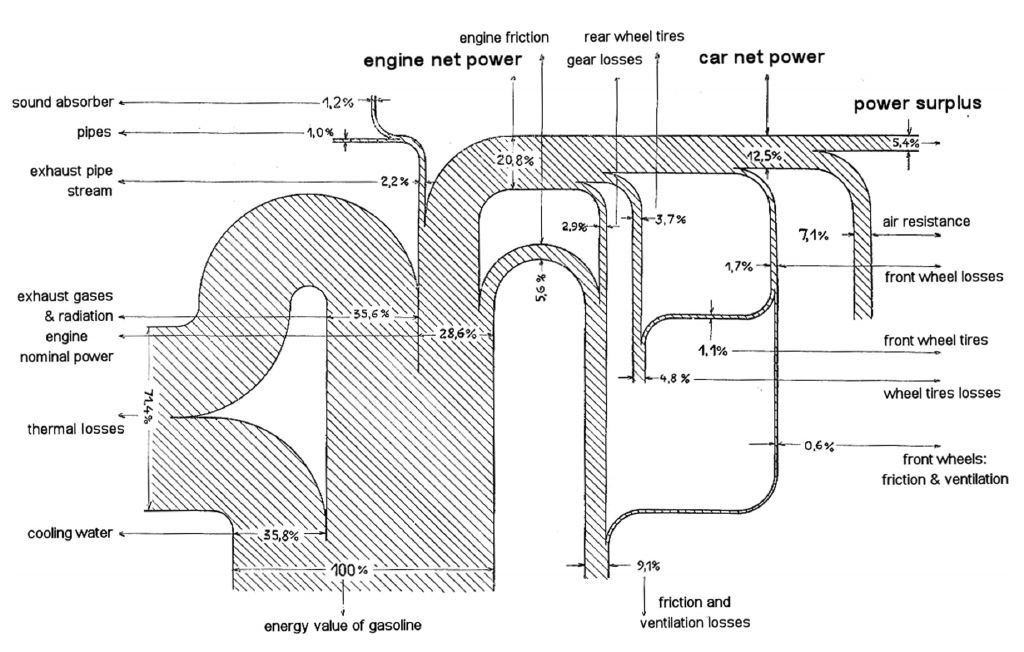 engine friction
rear wheel tires
engine net power
gear losses
car net power
sound absorber
1,2%
power surplus
pipes
1,0%
5,4%
20,8%
12,5%
exhaust pipe
stream
2,2%
2,9%
3,7%
7,1%
air resistance
1,7%
front wheel losses
5,6%
exhaust gases
& radiation
35,6%
engine
nominal power
28,6%
front wheel tires
1,1%
4,8%
wheel tires losses
71,4%
thermal losses
0,6%
front wheels:
friction & ventilation
cooling water
35,8%
100%
9,1%
friction and
ventilation losses
energy value of gasoline